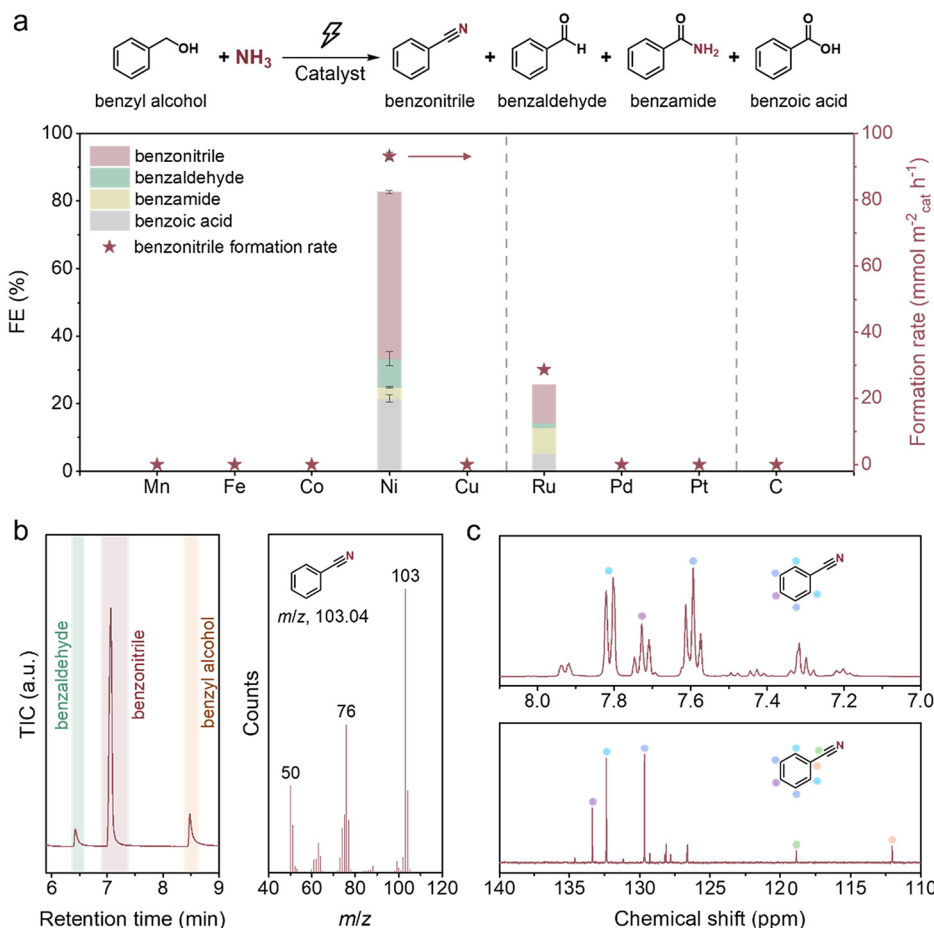 a
OH
+ NH3
Catalyst
N
+
O
H
+
O
NH2
+
O
OH
benzyl alcohol
benzonitrile
benzaldehyde
benzamide
benzoic acid
100
80
60
40
20
0
FE (%)
benzonitrile
benzaldehyde
benzamide
benzoic acid
★ benzonitrile formation rate
100
80
60
40
20
0
Formation rate (mmol m⁻²cat h⁻¹)
Mn Fe Co Ni Cu Ru Pd Pt C
b
TIC (a.u.)
benzaldehyde
benzonitrile
benzyl alcohol
6 7 8 9
Retention time (min)
Counts
N
m/z, 103.04
103
76
50
40 60 80 100 120
m/z
c
N
8.0 7.8 7.6 7.4 7.2 7.0
N
140 135 130 125 120 115 110
Chemical shift (ppm)